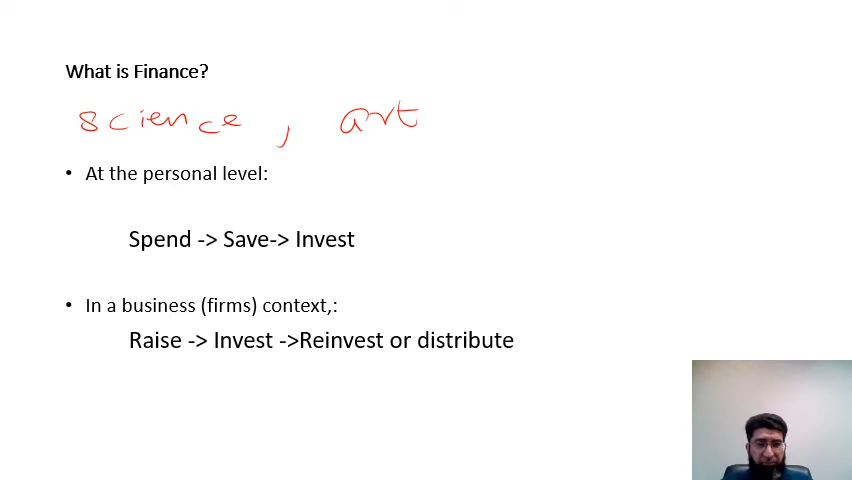 What is Finance?
science, art
• At the personal level:
Spend -> Save-> Invest
• In a business (firms) context,:
Raise -> Invest ->Reinvest or distribute